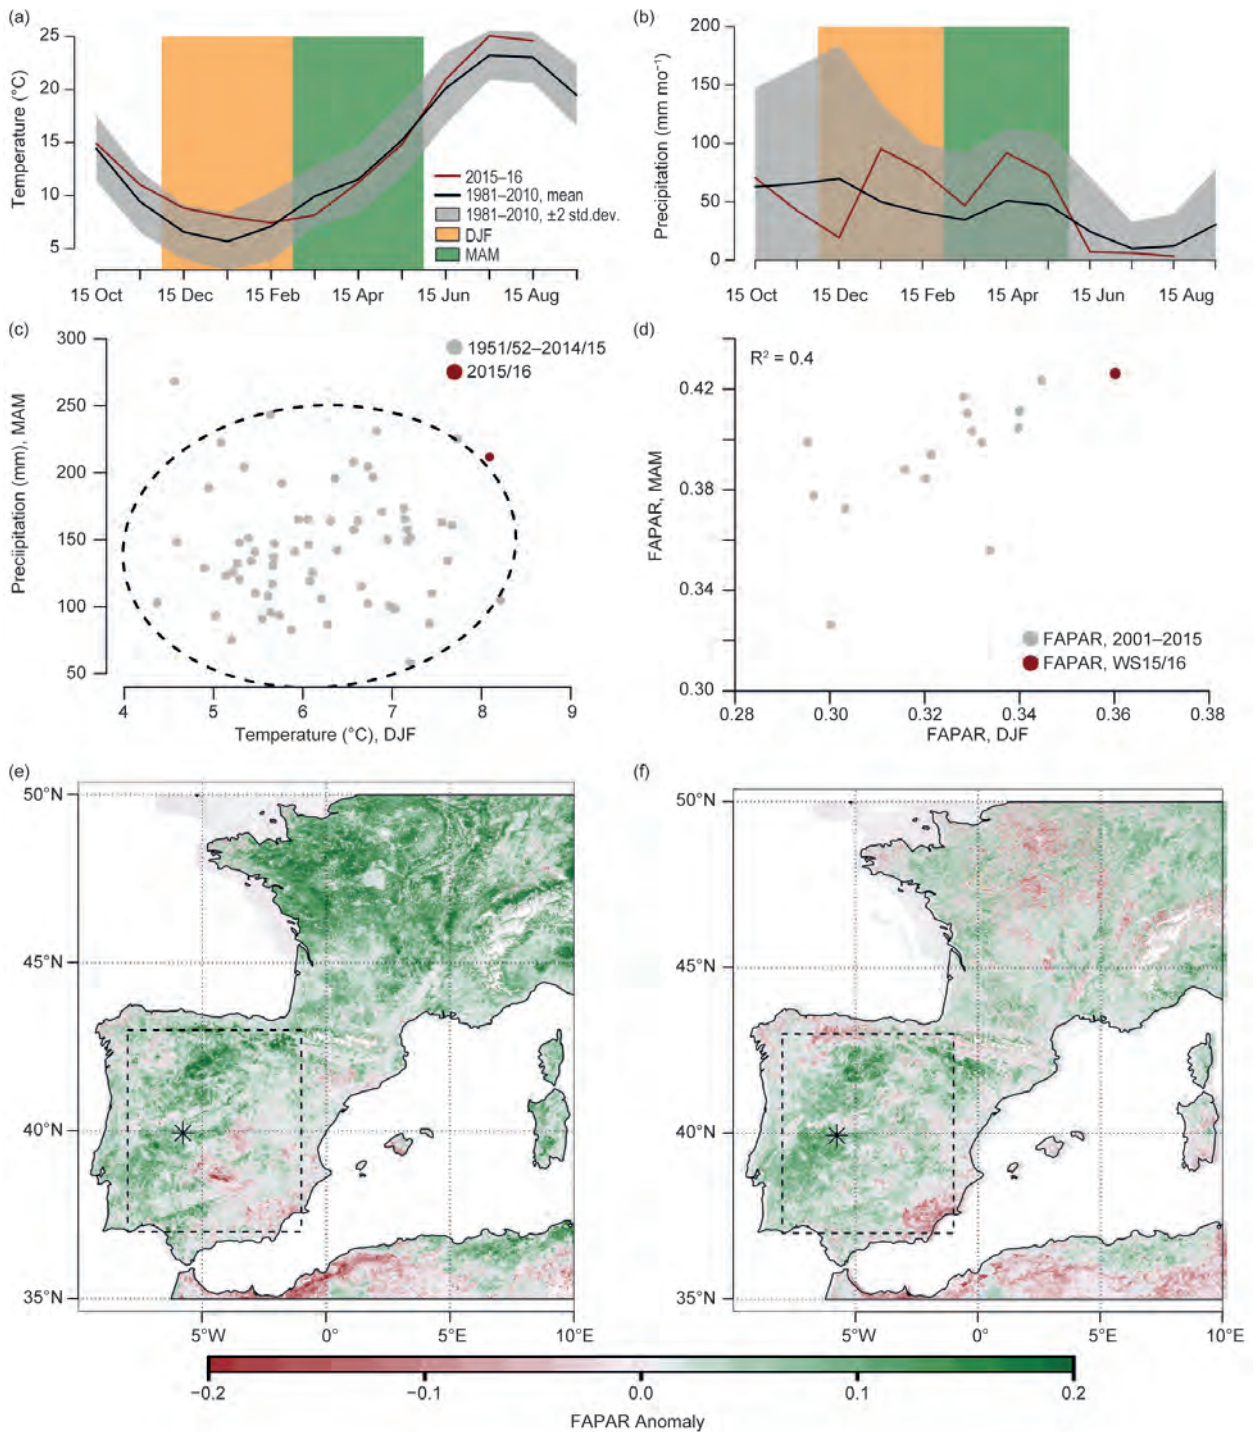 (a)
Temperature (°C)
25
20
15
10
5
15 Oct 15 Dec 15 Feb 15 Apr 15 Jun 15 Aug
2015–16
1981–2010, mean
1981–2010, ±2 std.dev.
DJF
MAM
(b)
Precipitation (mm mo⁻¹)
200
150
100
50
0
15 Oct 15 Dec 15 Feb 15 Apr 15 Jun 15 Aug
(c)
Preciipitation (mm), MAM
300
250
200
150
100
50
1951/52–2014/15
2015/16
4 5 6 7 8 9
Temperature (°C), DJF
(d)
R² = 0.4
FAPAR, MAM
0.42
0.38
0.34
0.30
FAPAR, 2001–2015
FAPAR, WS15/16
0.28 0.30 0.32 0.34 0.36 0.38
FAPAR, DJF
(e)
50°N
45°N
40°N
35°N
5°W 0° 5°E 10°E
(f)
50°N
45°N
40°N
35°N
5°W 0° 5°E 10°E
−0.2 −0.1 0.0 0.1 0.2
FAPAR Anomaly